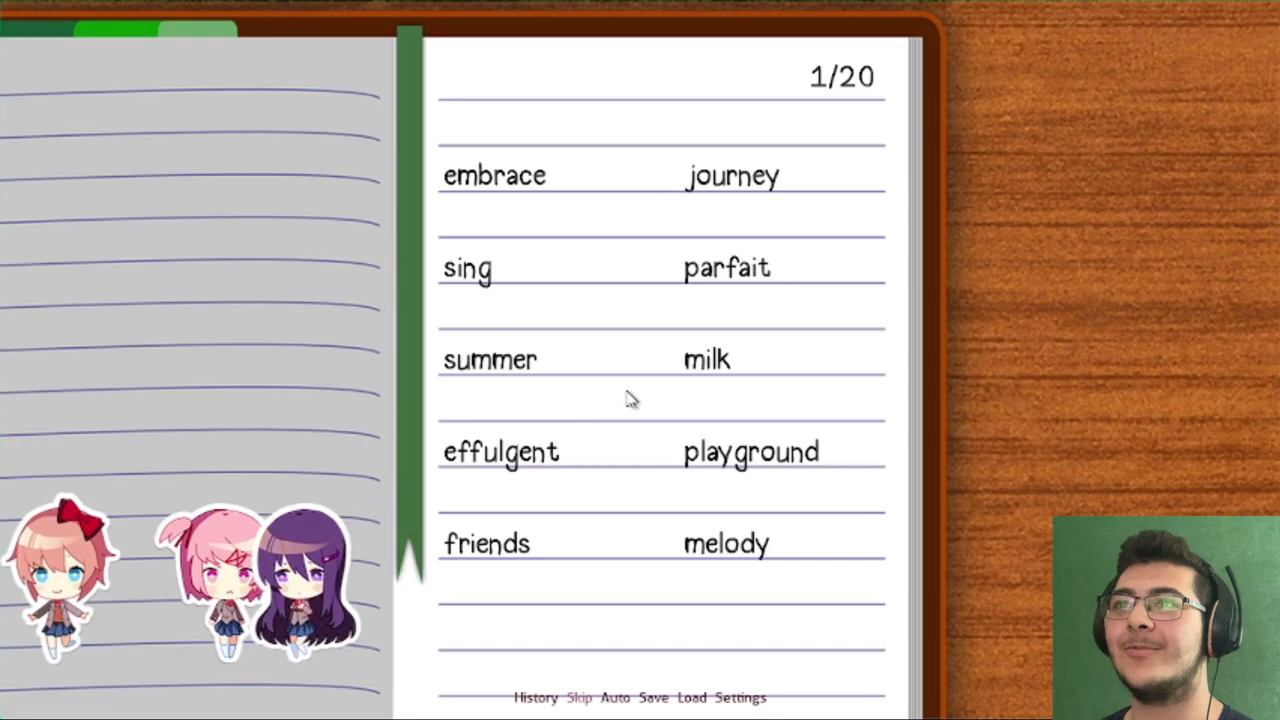 1/20
embrace journey
sing parfait
summer milk
effulgent playground
friends melody
History Skip Auto Save Load Settings